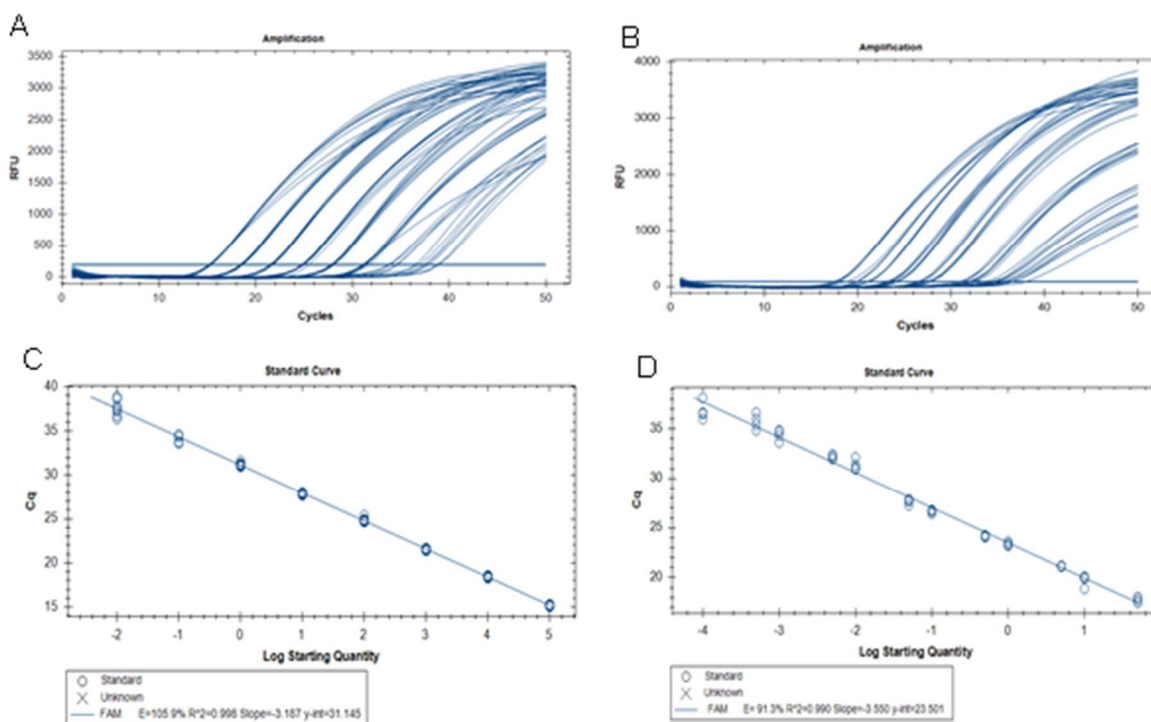 A
Amplification
RFU
3500
3000
2500
2000
1500
1000
500
0
0 10 20 30 40 50
Cycles
B
Amplification
RFU
4000
3000
2000
1000
0
0 10 20 30 40 50
Cycles
C
Standard Curve
Cq
40
35
30
25
20
15
-2 -1 0 1 2 3 4 5
Log Starting Quantity
Standard
Unknown
FAM E=105.9% R^2=0.998 Slope=-3.187 y-int=31.145
D
Standard Curve
Cq
35
30
25
20
-4 -3 -2 -1 0 1
Log Starting Quantity
Standard
Unknown
FAM E= 91.3% R^2=0.990 Slope=-3.550 y-int=23.501